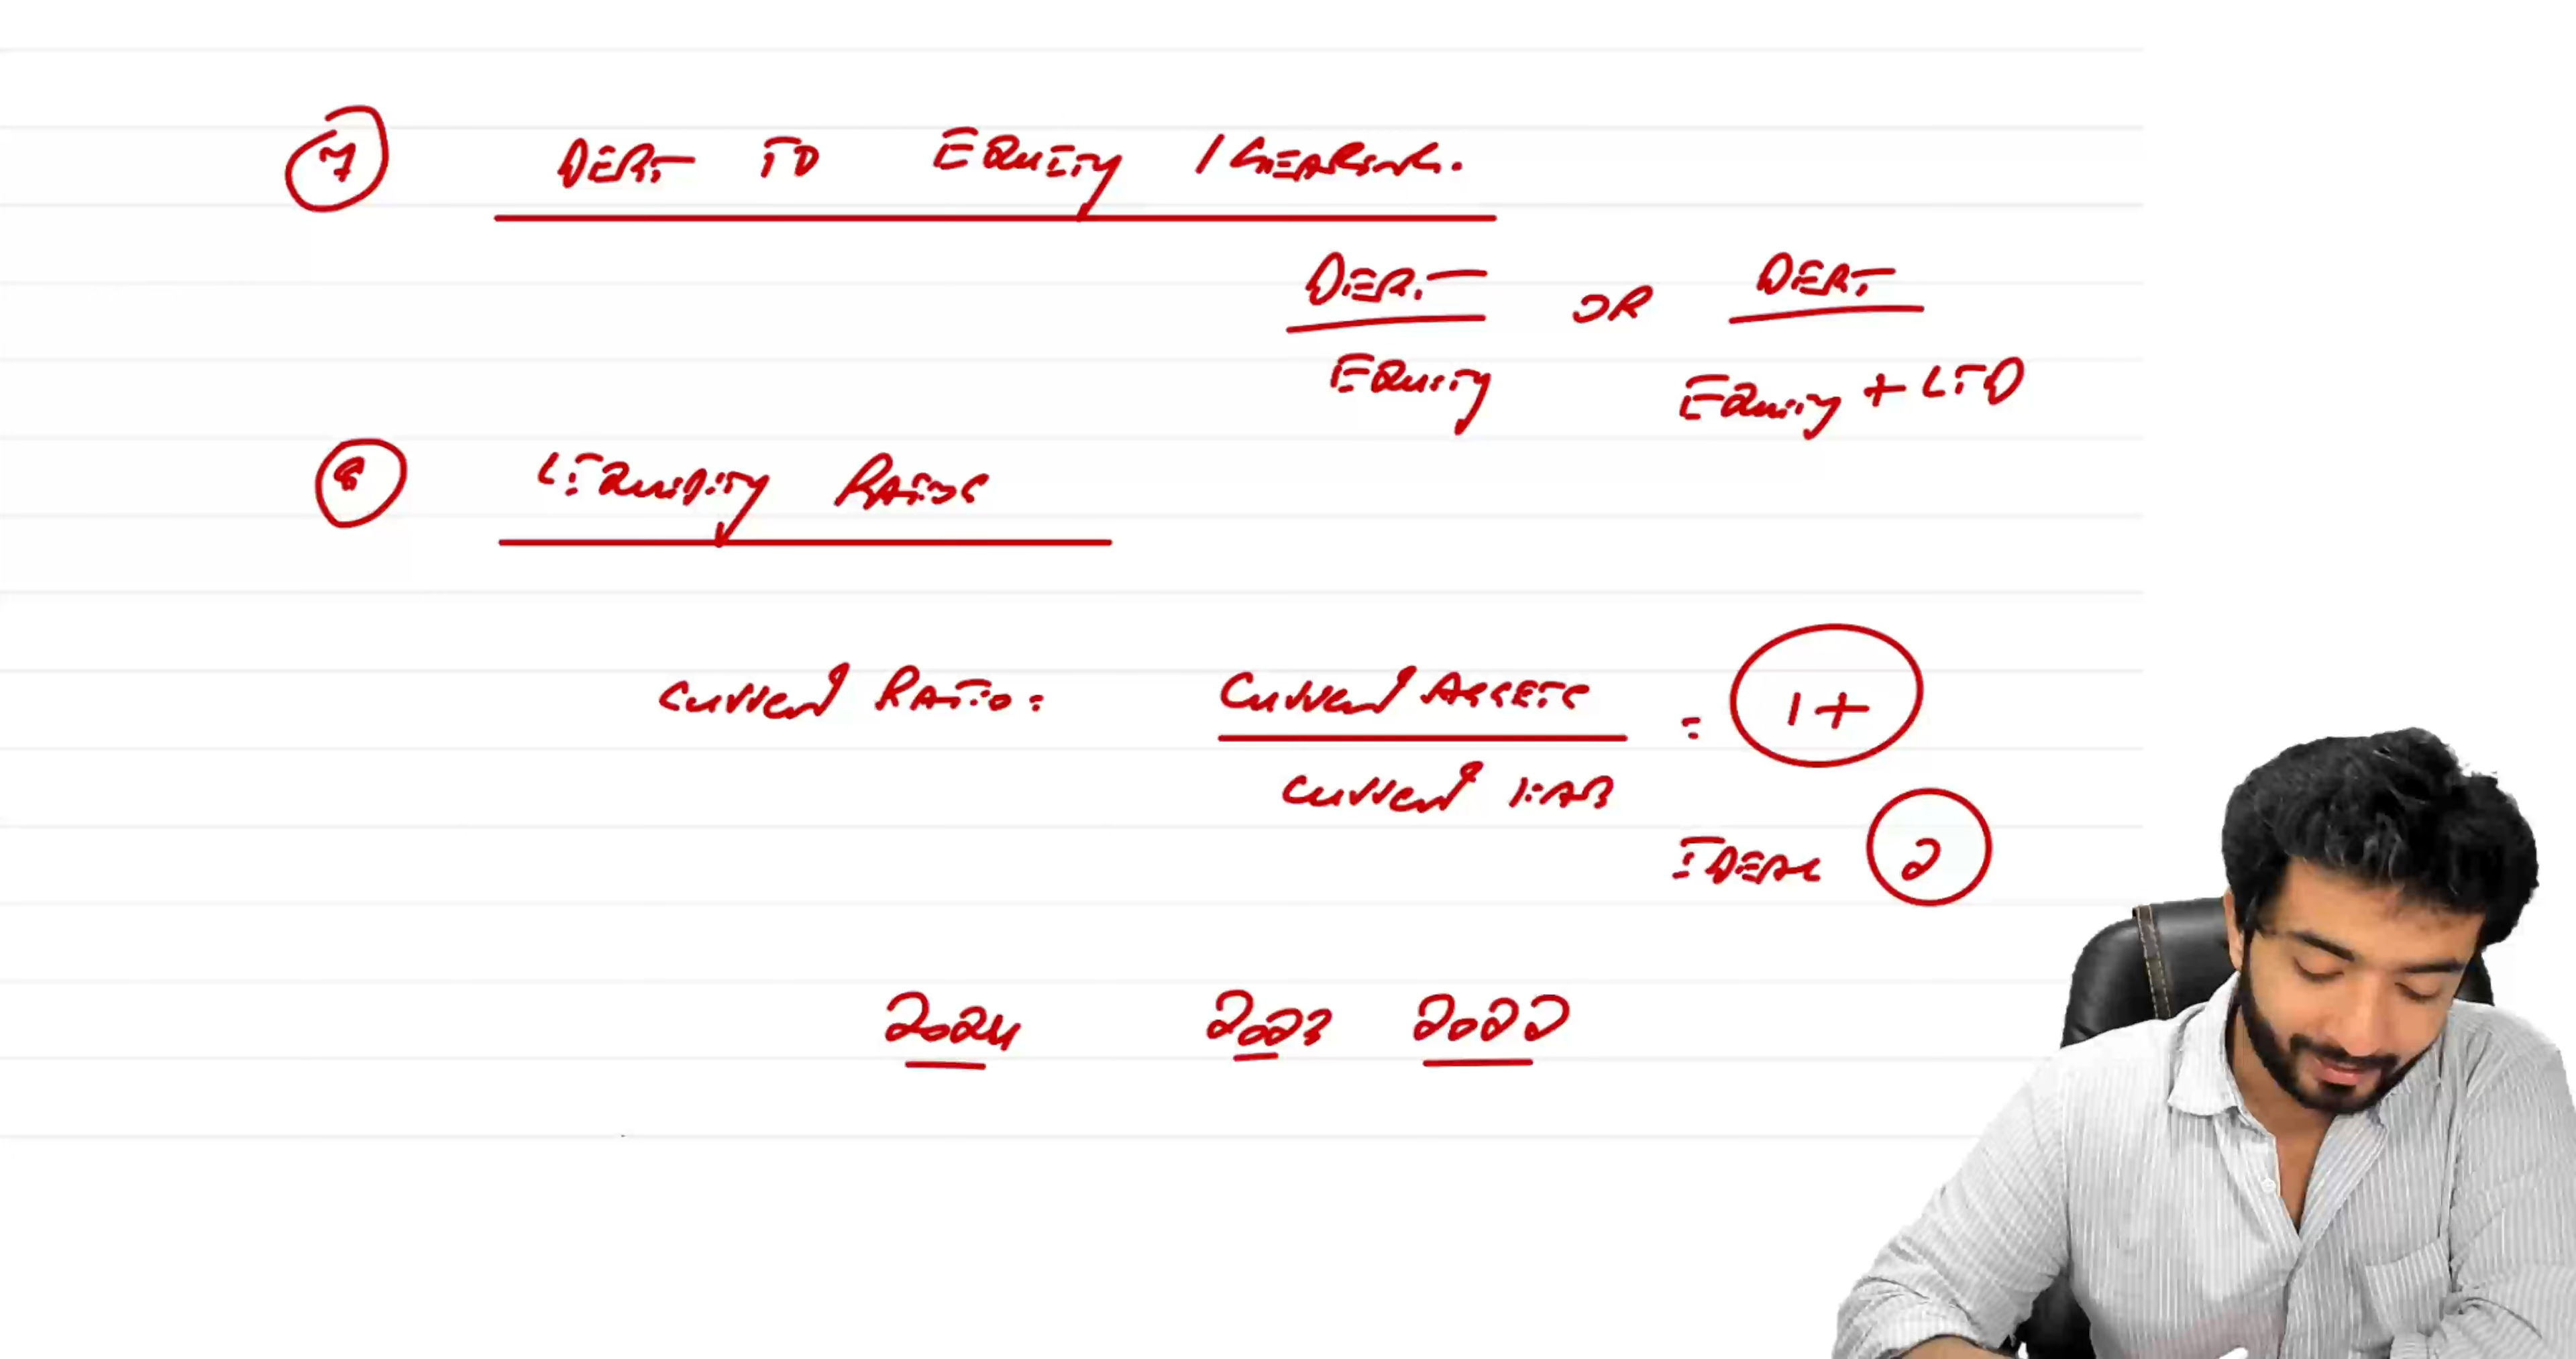 7 DEBT TO EQUITY / GEARING.
DEBT OR DEBT
EQUITY EQUITY + LTD
8 LIQUIDITY RATIOS
Current RATIO: Current ASSETS = 1+
Current LIAB
IDEAL 2
2024 2023 2022